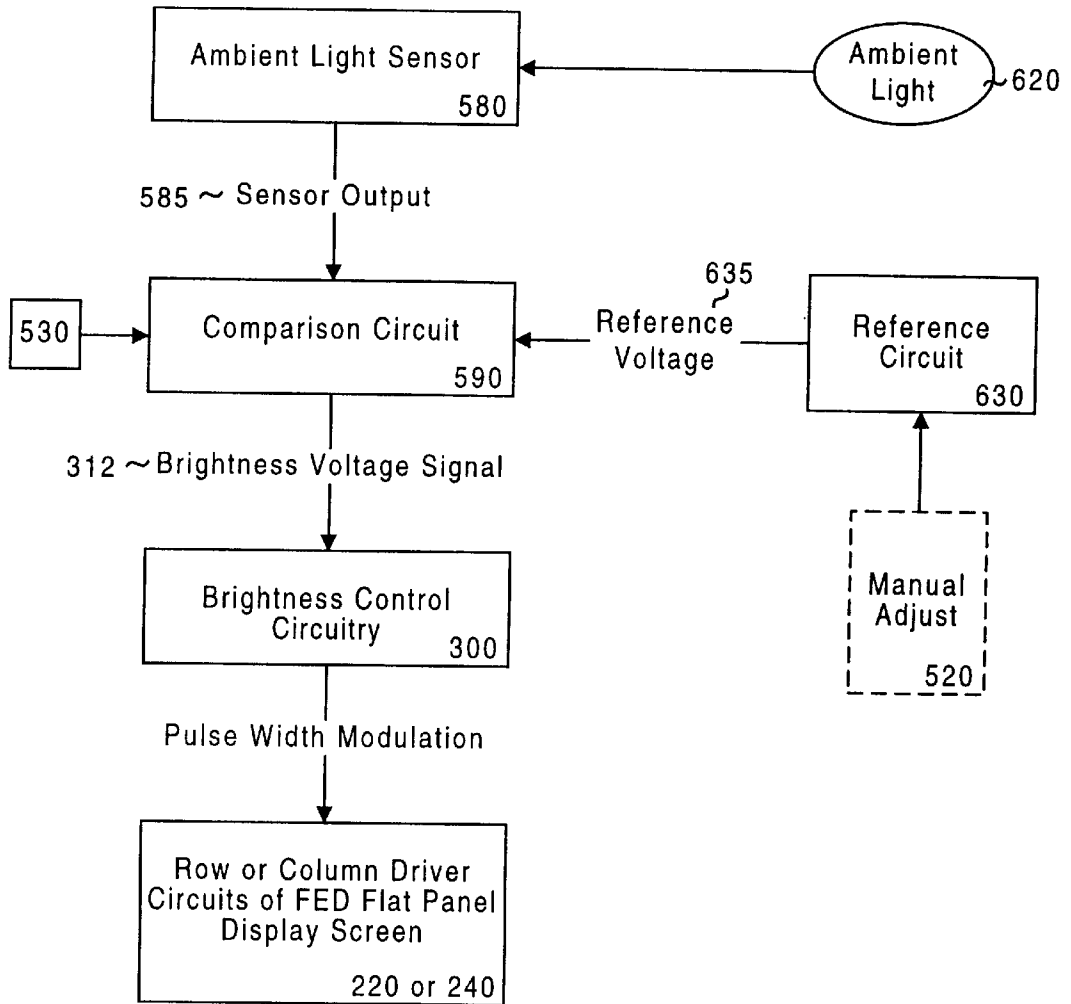 Ambient Light Sensor
580
Ambient
Light
~620
585 ~ Sensor Output
530
Comparison Circuit
590
635
~
Reference
Voltage
Reference
Circuit
630
312 ~ Brightness Voltage Signal
Manual
Adjust
520
Brightness Control
Circuitry
300
Pulse Width Modulation
Row or Column Driver
Circuits of FED Flat Panel
Display Screen
220 or 240